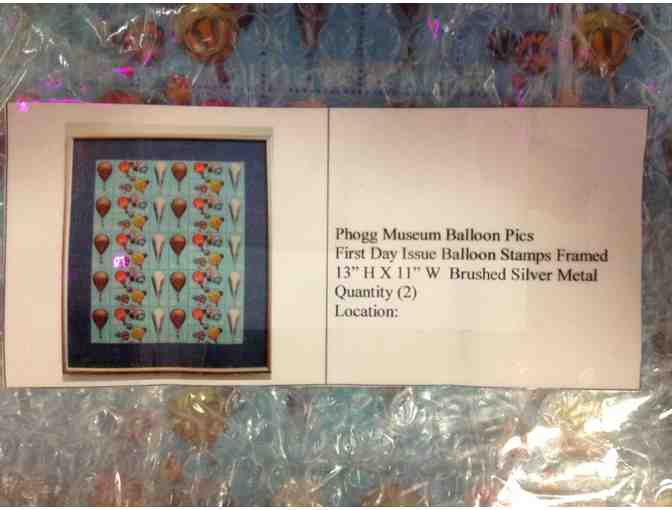 Phogg Museum Balloon Pics
First Day Issue Balloon Stamps Framed
13” H X 11” W Brushed Silver Metal
Quantity (2)
Location: